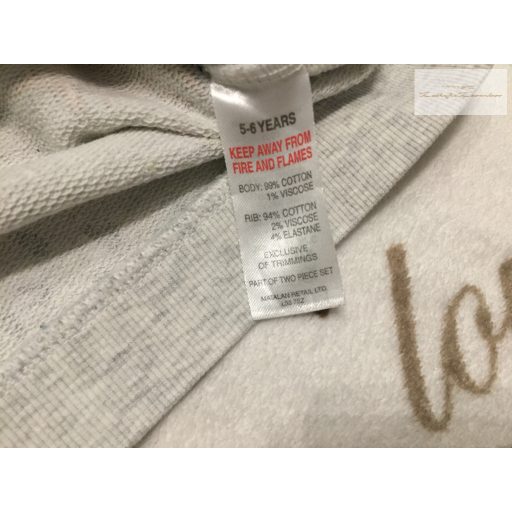 5-6 YEARS
KEEP AWAY FROM
FIRE AND FLAMES
BODY: 99% COTTON
1% VISCOSE
RIB: 94% COTTON
2% VISCOSE
4% ELASTANE
EXCLUSIVE
OF TRIMMINGS
PART OF TWO PIECE SET
MATALAN RETAIL LTD.